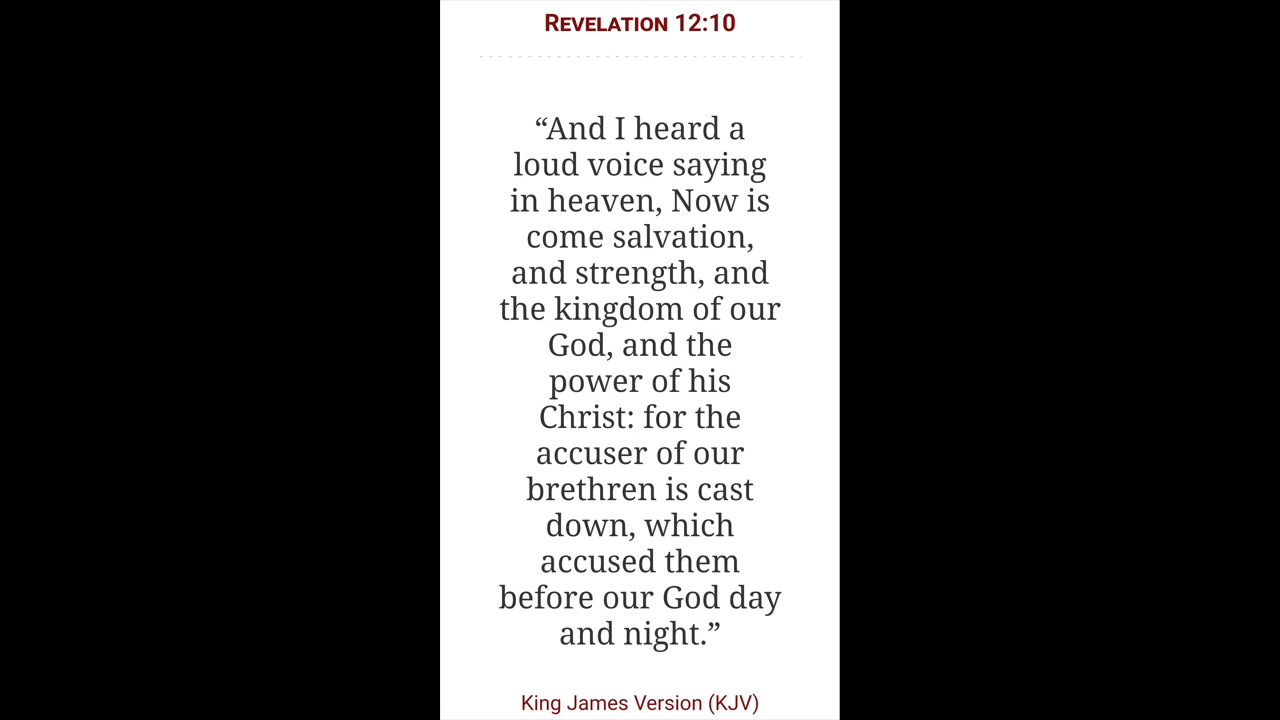 Revelation 12:10
“And I heard a
loud voice saying
in heaven, Now is
come salvation,
and strength, and
the kingdom of our
God, and the
power of his
Christ: for the
accuser of our
brethren is cast
down, which
accused them
before our God day
and night.”
King James Version (KJV)